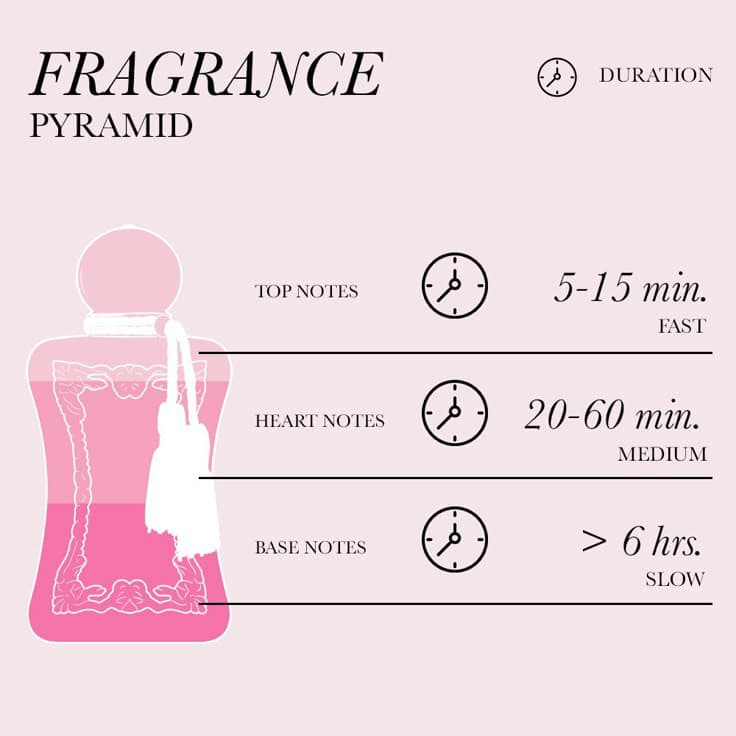 FRAGRANCE
PYRAMID
DURATION
TOP NOTES
5-15 min.
FAST
HEART NOTES
20-60 min.
MEDIUM
BASE NOTES
> 6 hrs.
SLOW